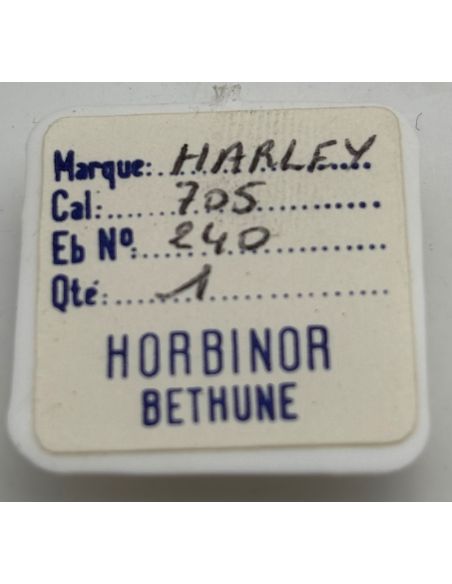 Marque: HARLEY
Cal: 705
Eb Nº: 240
Qté: 1
HORBINOR
BETHUNE